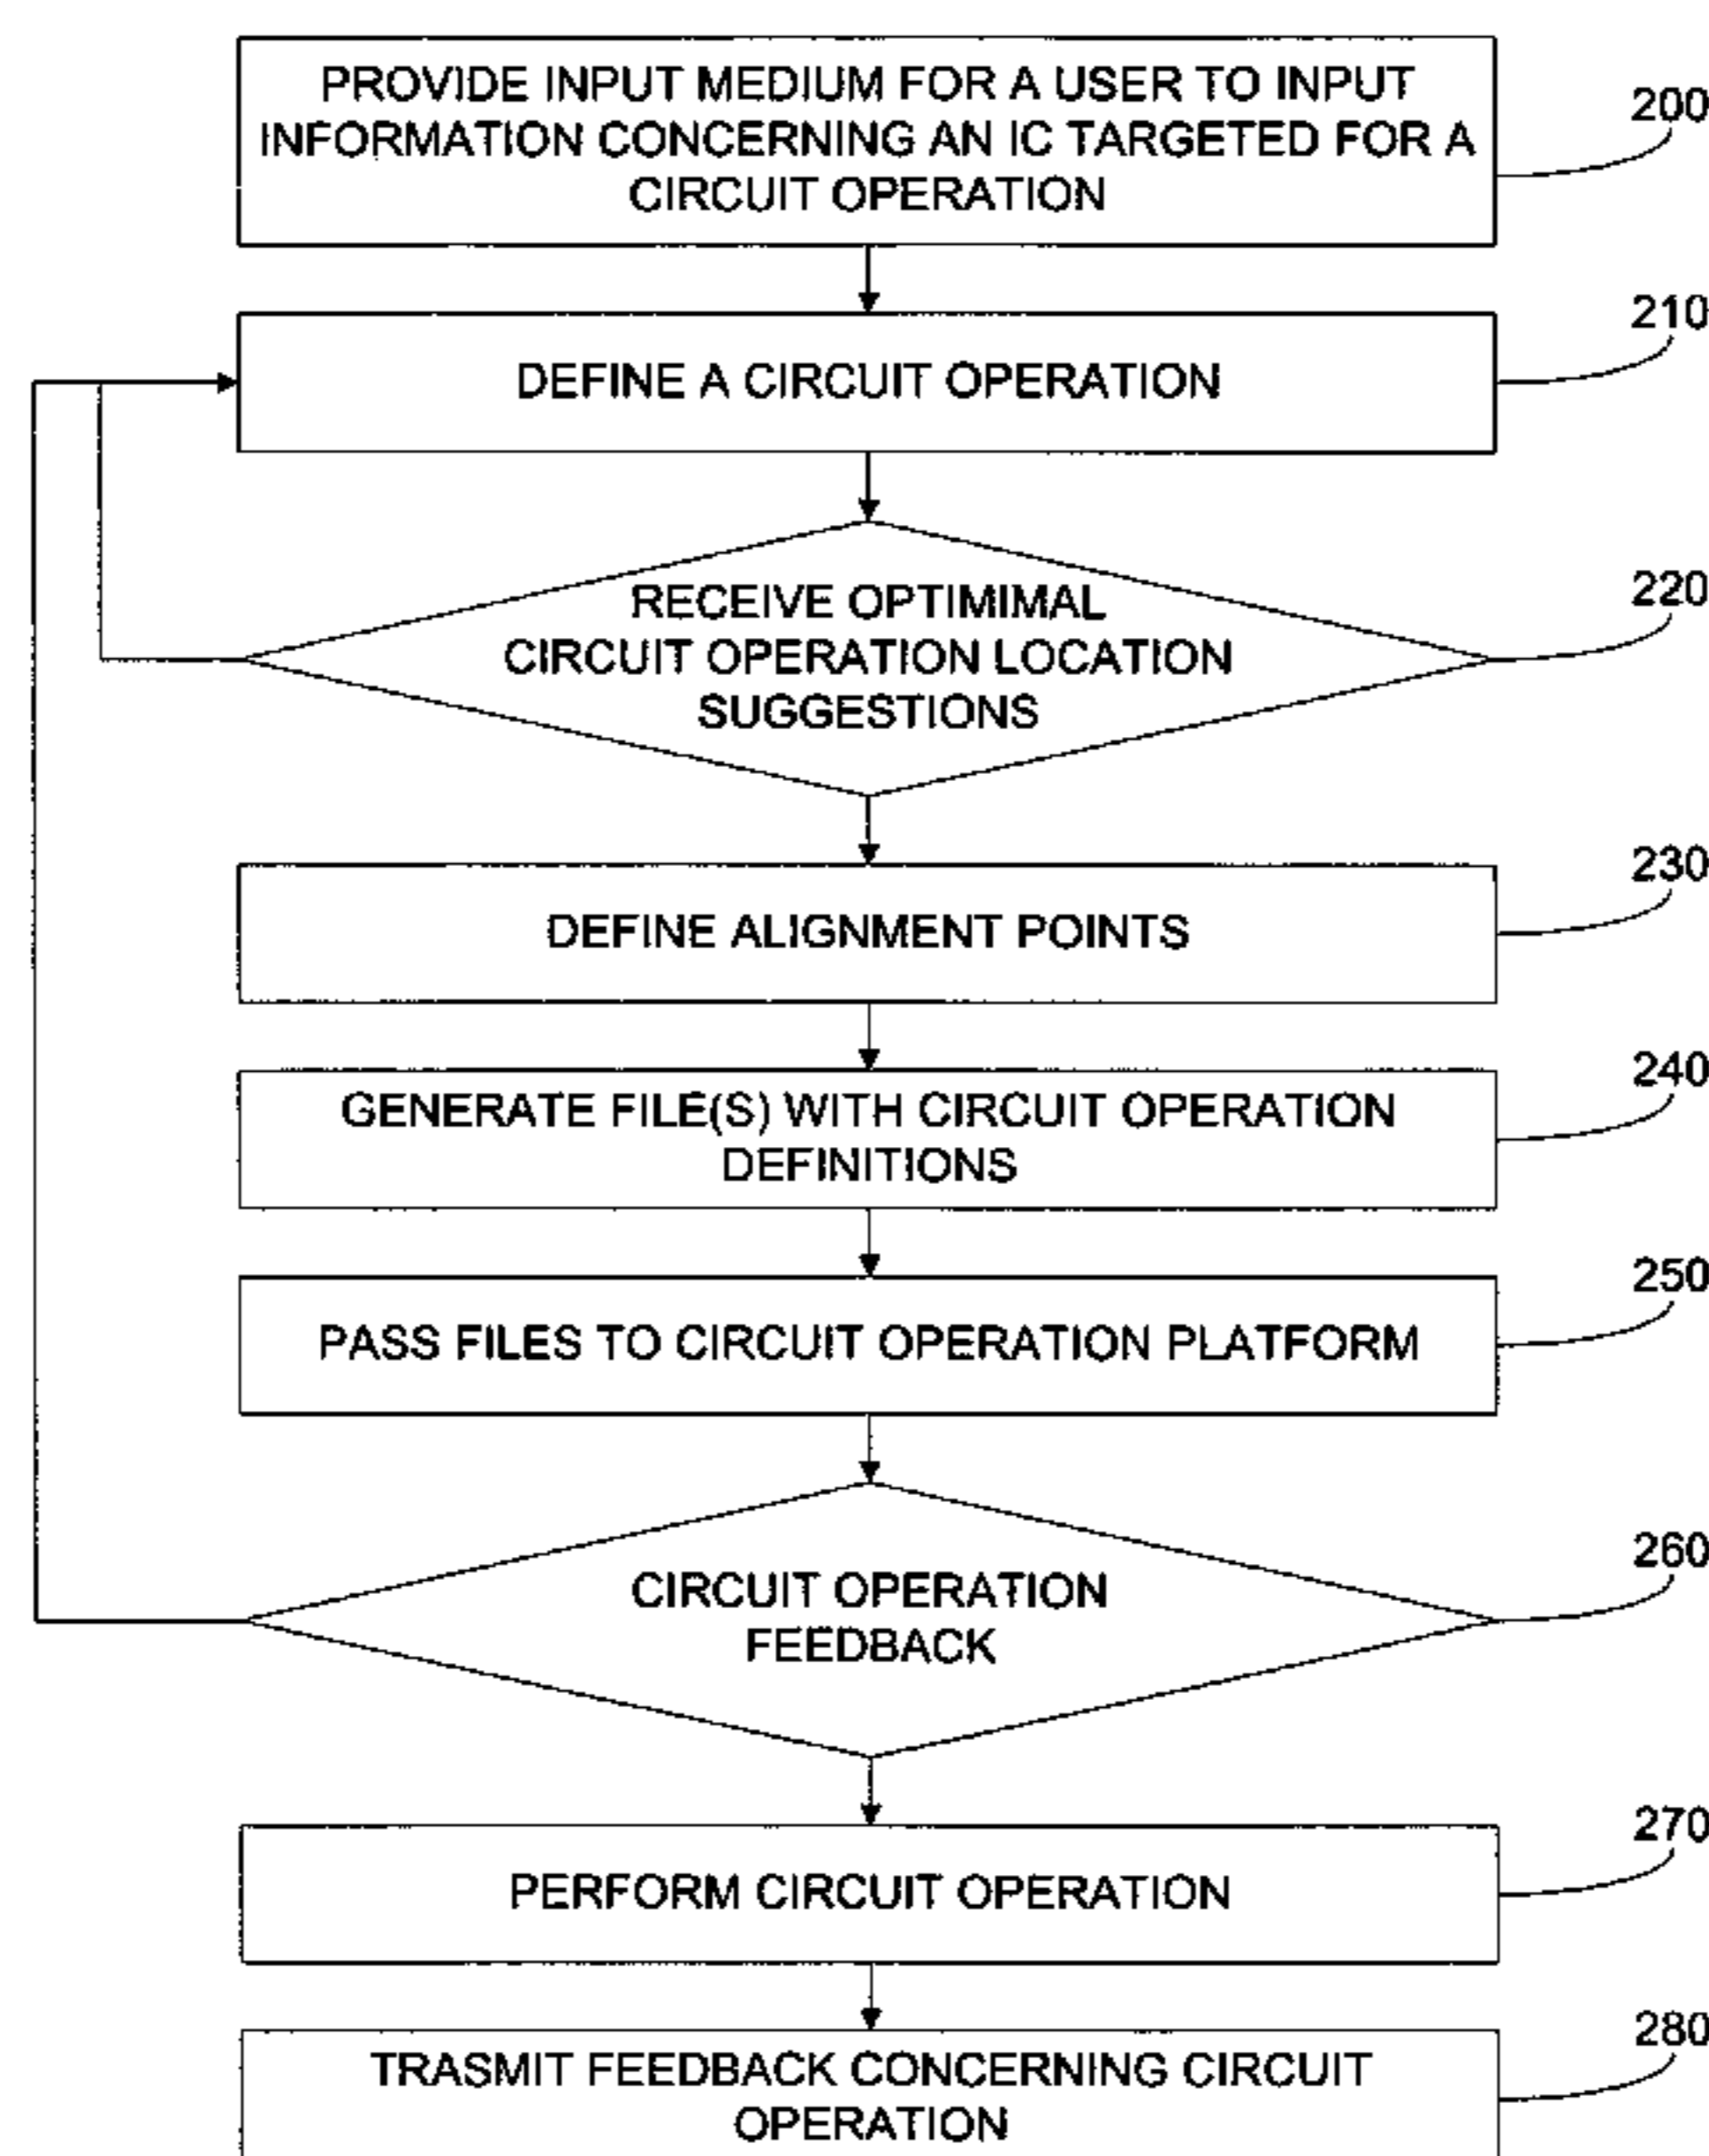 PROVIDE INPUT MEDIUM FOR A USER TO INPUT
INFORMATION CONCERNING AN IC TARGETED FOR A
CIRCUIT OPERATION
200
DEFINE A CIRCUIT OPERATION
210
RECEIVE OPTIMIMAL
CIRCUIT OPERATION LOCATION
SUGGESTIONS
220
DEFINE ALIGNMENT POINTS
230
GENERATE FILE(S) WITH CIRCUIT OPERATION
DEFINITIONS
240
PASS FILES TO CIRCUIT OPERATION PLATFORM
250
CIRCUIT OPERATION
FEEDBACK
260
PERFORM CIRCUIT OPERATION
270
TRASMIT FEEDBACK CONCERNING CIRCUIT
OPERATION
280